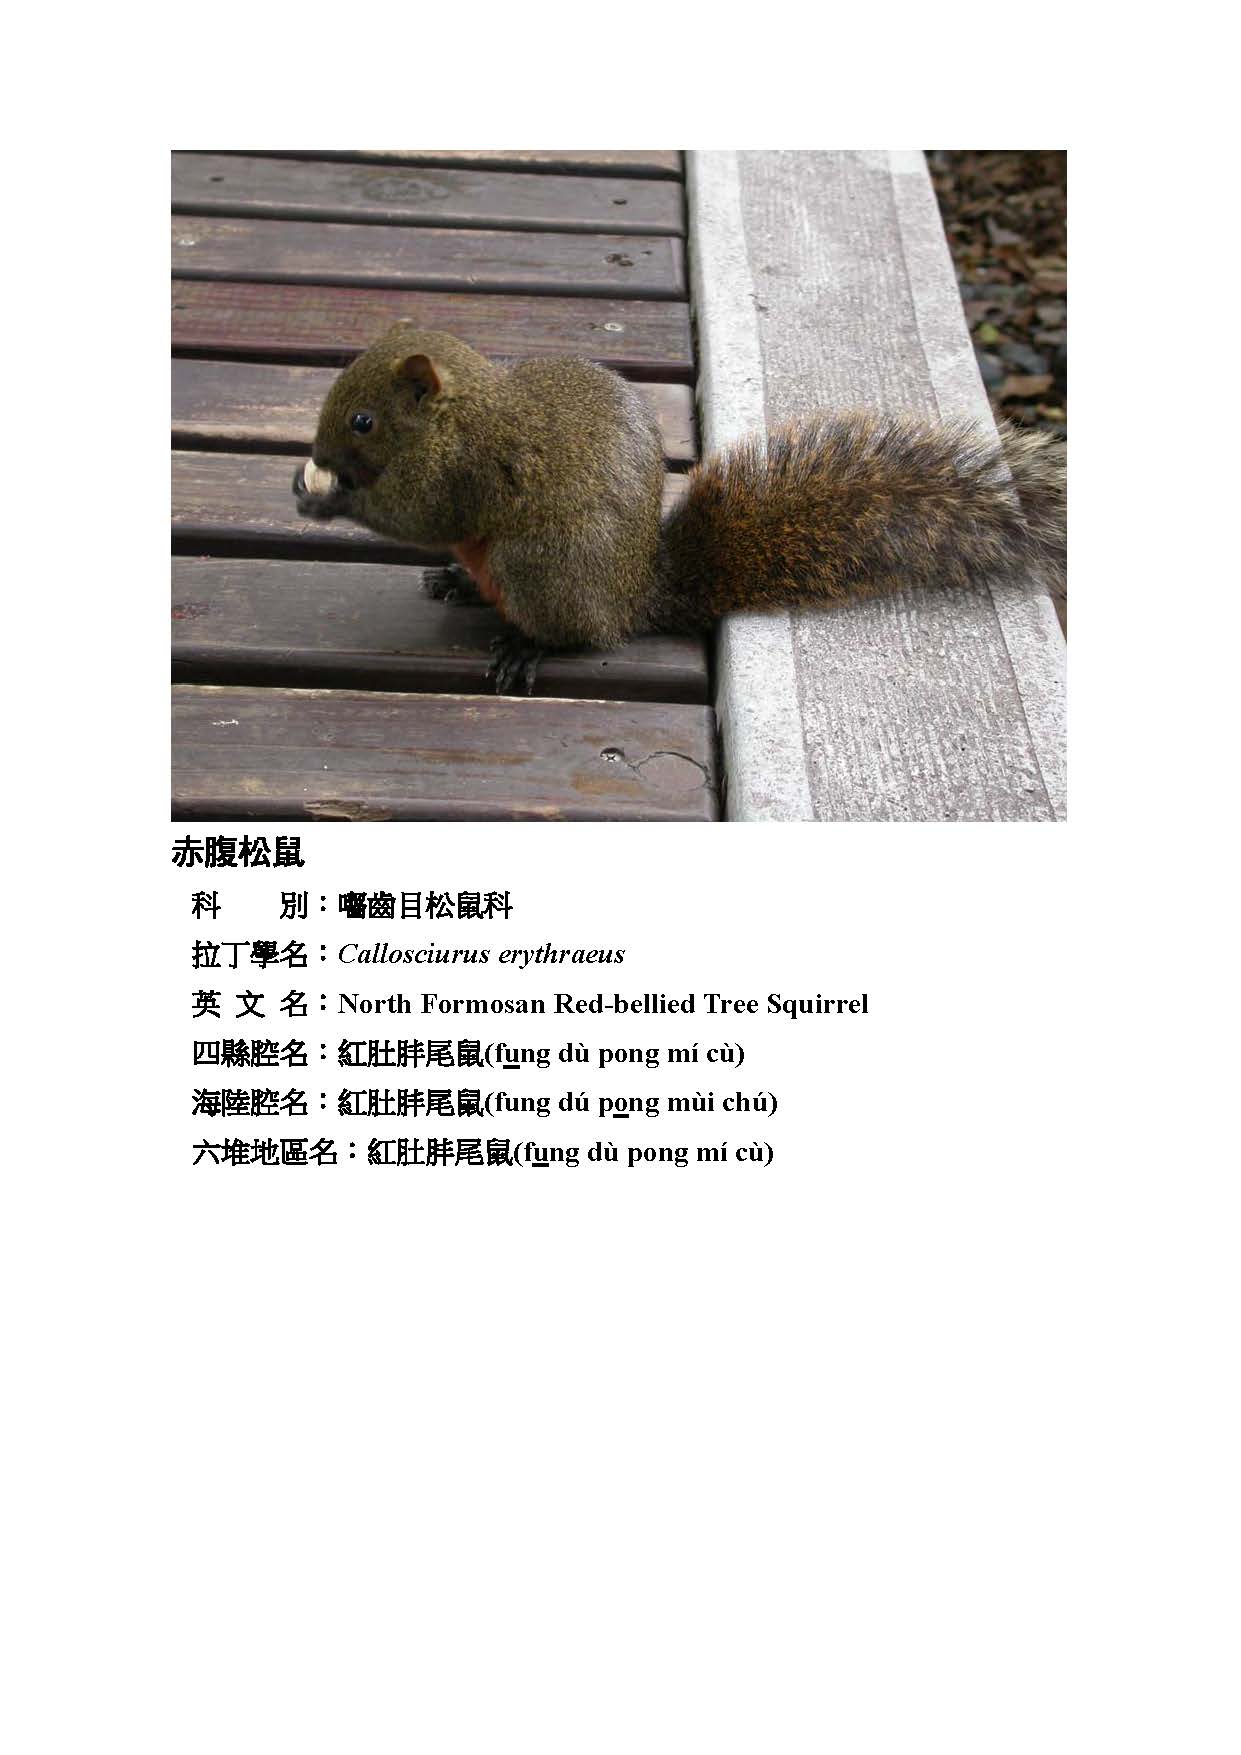 赤腹松鼠
科　　別：囓齒目松鼠科
拉丁學名：Callosciurus erythraeus
英 文 名：North Formosan Red-bellied Tree Squirrel
四縣腔名：紅肚胖尾鼠(fung dù pong mí cù)
海陸腔名：紅肚胖尾鼠(fung dú pong mùi chú)
六堆地區名：紅肚胖尾鼠(fung dù pong mí cù)